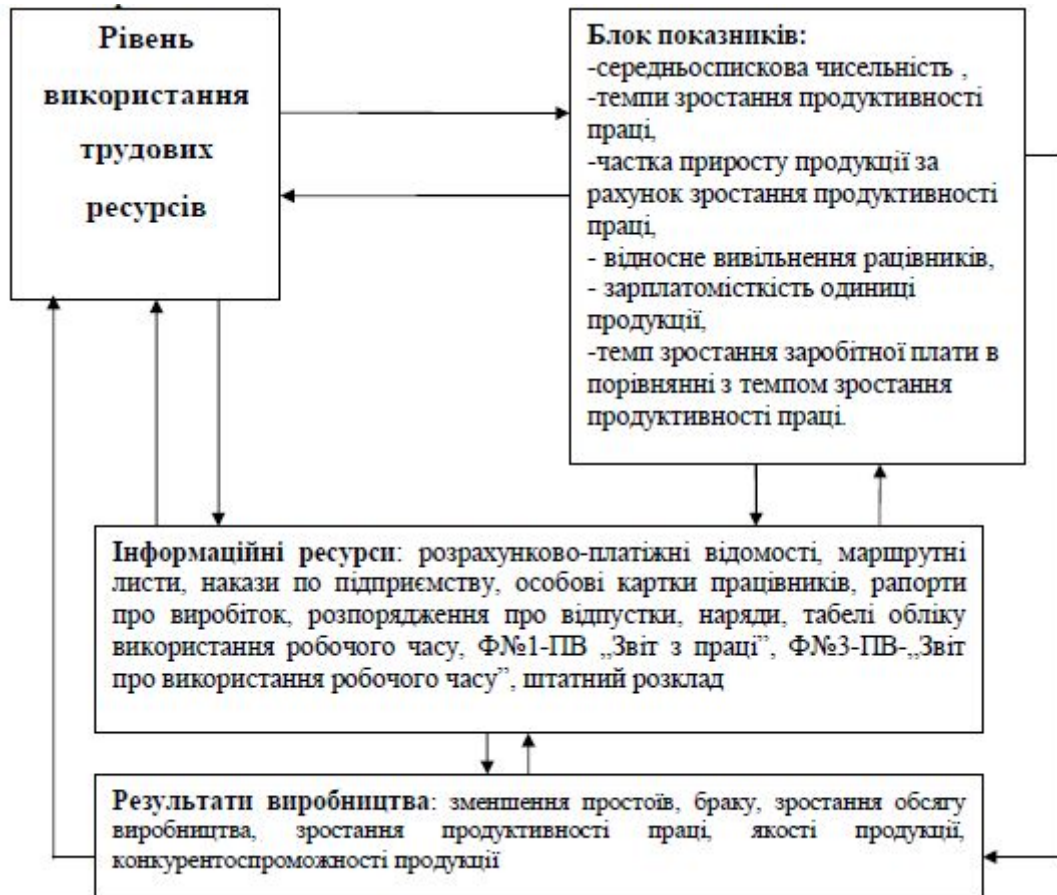 Рівень
використання
трудових
ресурсів
Блок показників:
-середньоспискова чисельність ,
-темпи зростання продуктивності
праці,
-частка приросту продукції за
рахунок зростання продуктивності
праці,
- відносне вивільнення рацівників,
- зарплатомісткість одиниці
продукції,
-темп зростання заробітної плати в
порівнянні з темпом зростання
продуктивності праці.
Інформаційні ресурси: розрахунково-платіжні відомості, маршрутні
листи, накази по підприємству, особові картки працівників, рапорти
про виробіток, розпорядження про відпустки, наряди, табелі обліку
використання робочого часу, Ф№1-ПВ „Звіт з праці”, Ф№3-ПВ-„Звіт
про використання робочого часу”, штатний розклад
Результати виробництва: зменшення простоїв, браку, зростання обсягу
виробництва, зростання продуктивності праці, якості продукції,
конкурентоспроможності продукції